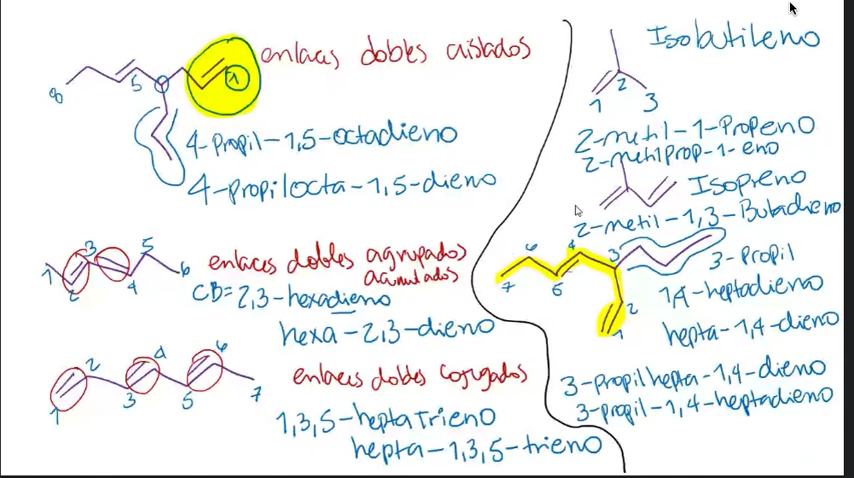 enlaces dobles aislados
8 5 1
4-Propil-1,5-octadieno
4-propilocta-1,5-dieno
1 2 3 4 5 6
enlaces dobles agrupados
acumulados
CB= 2,3-hexadieno
hexa-2,3-dieno
1 2 3 4 5 6 7
enlaces dobles cojugados
1,3,5-heptaTrieno
hepta-1,3,5-trieno
Isobutileno
1 2 3
2-metil-1-Propeno
2-metilprop-1-eno
Isopreno
2-metil-1,3-Butadieno
7 6 5 4 3 2 1
3-Propil
1,4-heptadieno
hepta-1,4-dieno
3-propilhepta-1,4-dieno
3-propil-1,4-heptadieno